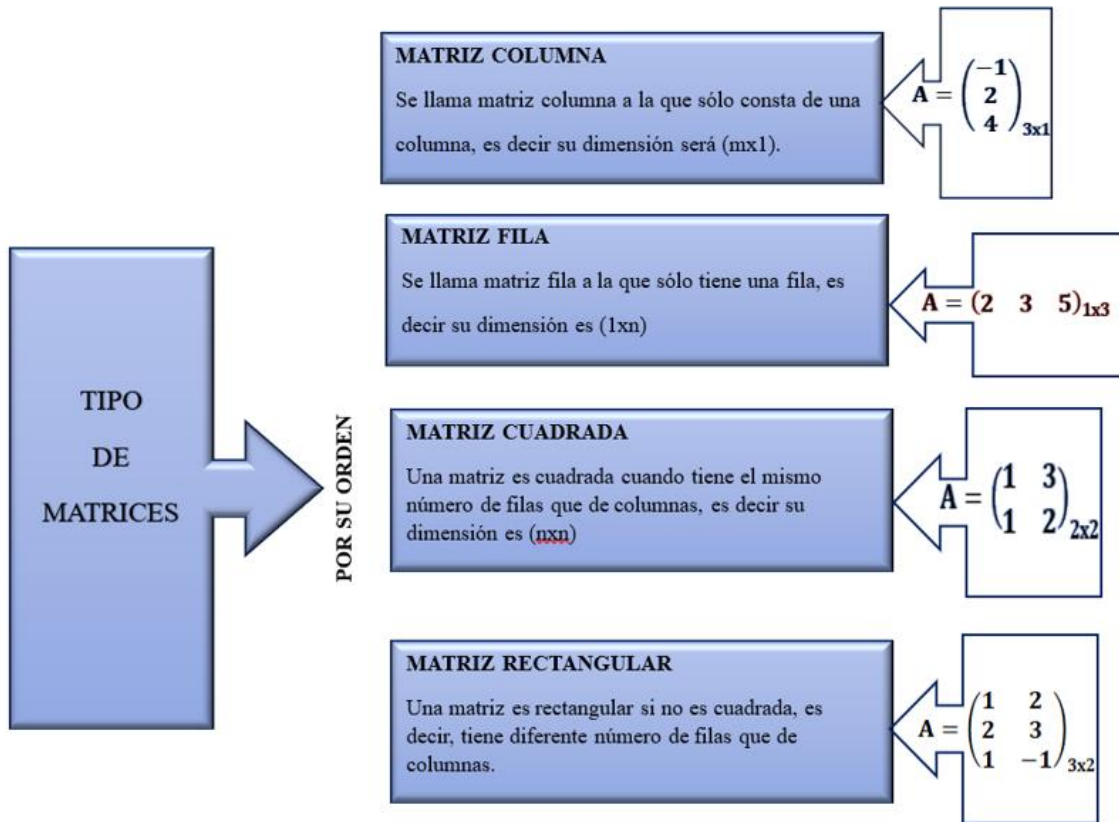 TIPO
DE
MATRICES
POR SU ORDEN
MATRIZ COLUMNA
Se llama matriz columna a la que sólo consta de una
columna, es decir su dimensión será (mx1).
A = (−1
2
4)3x1
MATRIZ FILA
Se llama matriz fila a la que sólo tiene una fila, es
decir su dimensión es (1xn)
A = (2 3 5)1x3
MATRIZ CUADRADA
Una matriz es cuadrada cuando tiene el mismo
número de filas que de columnas, es decir su
dimensión es (nxn)
A = (1 3
1 2)2x2
MATRIZ RECTANGULAR
Una matriz es rectangular si no es cuadrada, es
decir, tiene diferente número de filas que de
columnas.
A = (1 2
2 3
1 −1)3x2